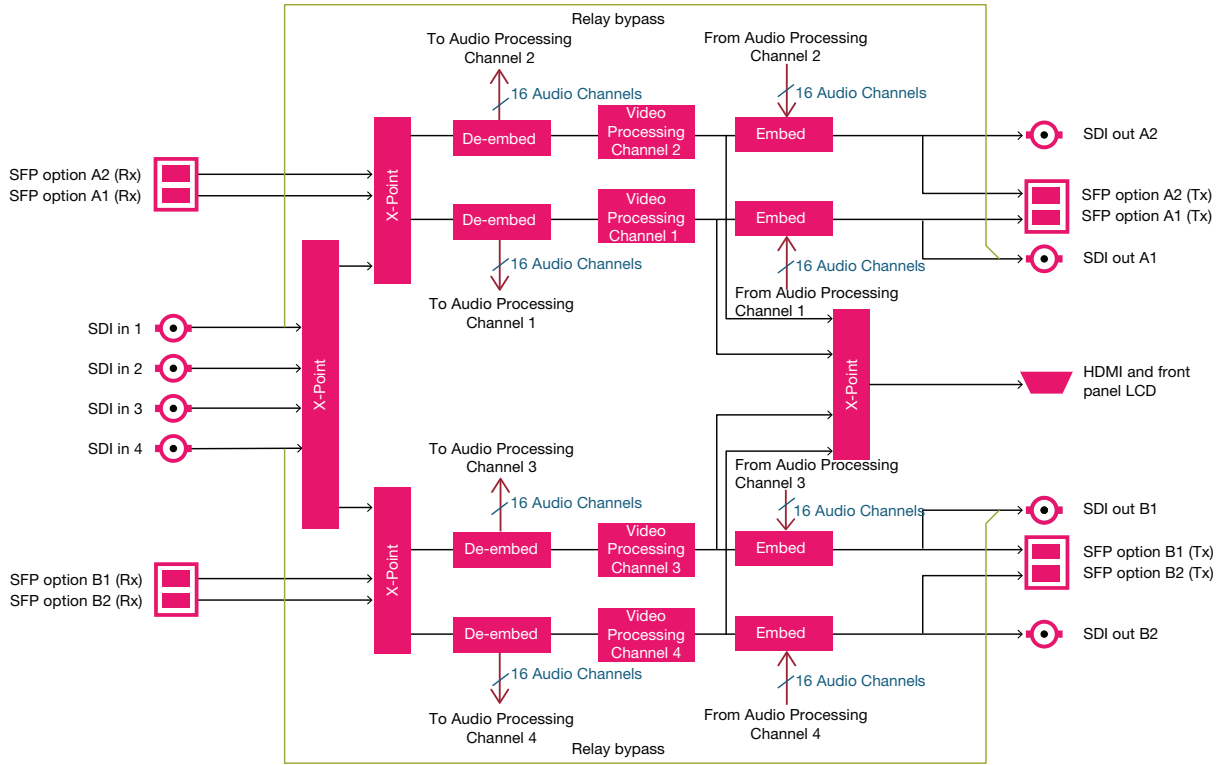 Relay bypass
To Audio Processing
Channel 2
From Audio Processing
Channel 2
16 Audio Channels
16 Audio Channels
X-Point
De-embed
Video
Processing
Channel 2
Embed
SDI out A2
SFP option A2 (Rx)
SFP option A1 (Rx)
SFP option A2 (Tx)
SFP option A1 (Tx)
De-embed
Video
Processing
Channel 1
Embed
SDI out A1
16 Audio Channels
16 Audio Channels
To Audio Processing
Channel 1
From Audio Processing
Channel 1
SDI in 1
SDI in 2
SDI in 3
SDI in 4
X-Point
X-Point
HDMI and front
panel LCD
To Audio Processing
Channel 3
From Audio Processing
Channel 3
16 Audio Channels
16 Audio Channels
SDI out B1
X-Point
De-embed
Video
Processing
Channel 3
Embed
SFP option B1 (Tx)
SFP option B2 (Tx)
SFP option B1 (Rx)
SFP option B2 (Rx)
De-embed
Video
Processing
Channel 4
Embed
SDI out B2
16 Audio Channels
16 Audio Channels
To Audio Processing
Channel 4
From Audio Processing
Channel 4
Relay bypass